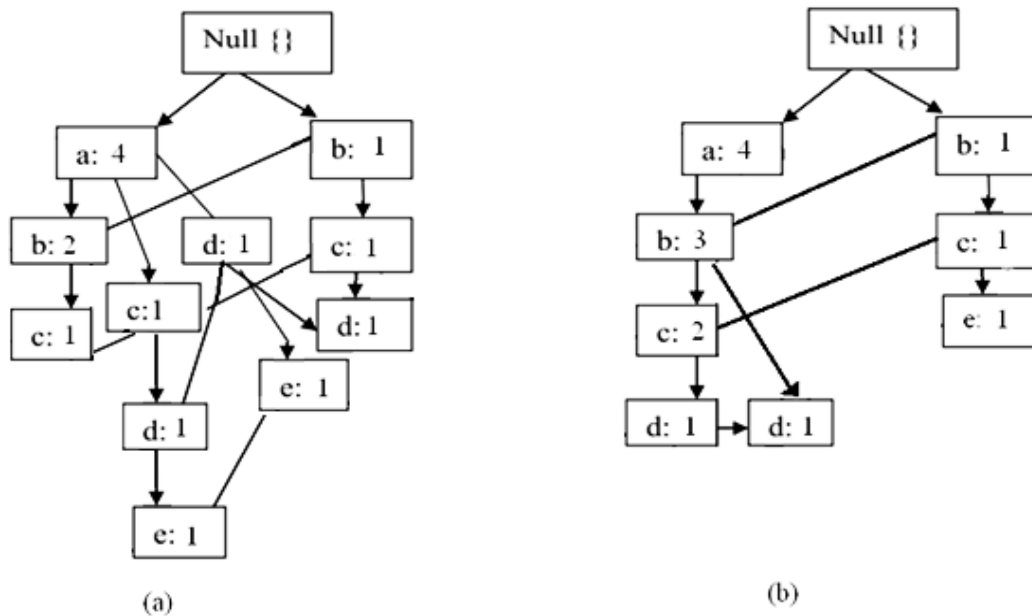 Null {}
a: 4
b: 1
b: 2
d: 1
c: 1
c: 1
c:1
d:1
e: 1
d:1
e: 1
(a)
Null {}
a: 4
b: 1
b: 3
c: 1
c: 2
e: 1
d: 1
d: 1
(b)